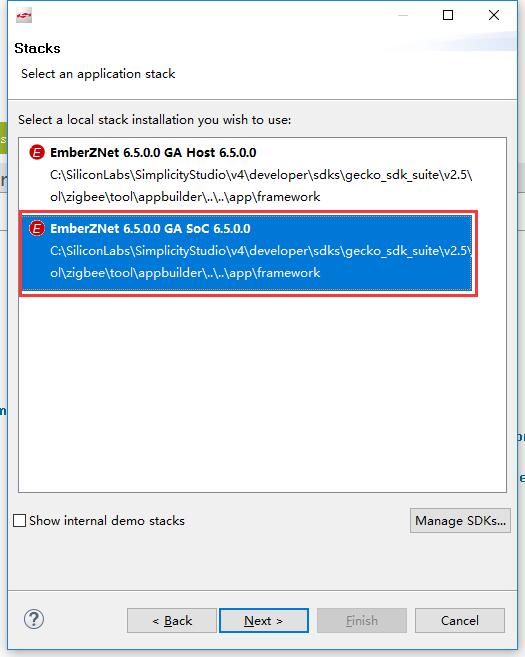 Stacks
Select an application stack
Select a local stack installation you wish to use:
E EmberZNet 6.5.0.0 GA Host 6.5.0.0
C:\SiliconLabs\SimplicityStudio\v4\developer\sdks\gecko_sdk_suite\v2.5\
ol\zigbee\tool\appbuilder\..\..\app\framework
E EmberZNet 6.5.0.0 GA SoC 6.5.0.0
C:\SiliconLabs\SimplicityStudio\v4\developer\sdks\gecko_sdk_suite\v2.5\
ol\zigbee\tool\appbuilder\..\..\app\framework
Show internal demo stacks
Manage SDKs...
? < Back Next > Finish Cancel